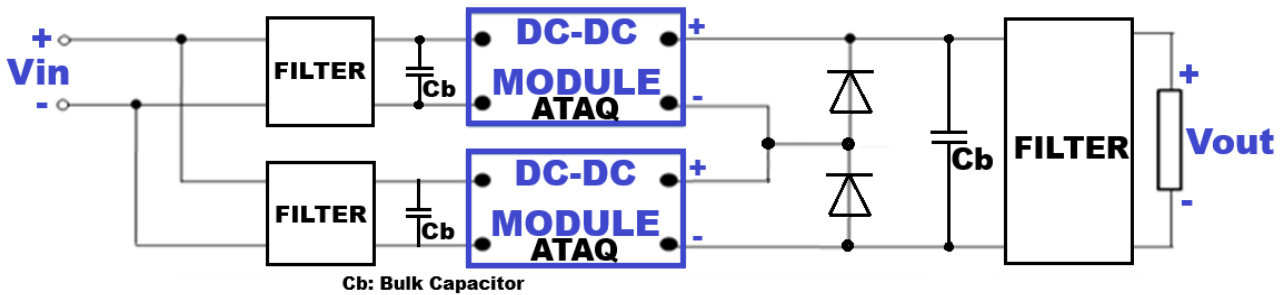 +
Vin
-
FILTER
Cb
DC-DC
MODULE
ATAQ
+
-
FILTER
Cb
DC-DC
MODULE
ATAQ
+
-
Cb
FILTER
+
Vout
-
Cb: Bulk Capacitor